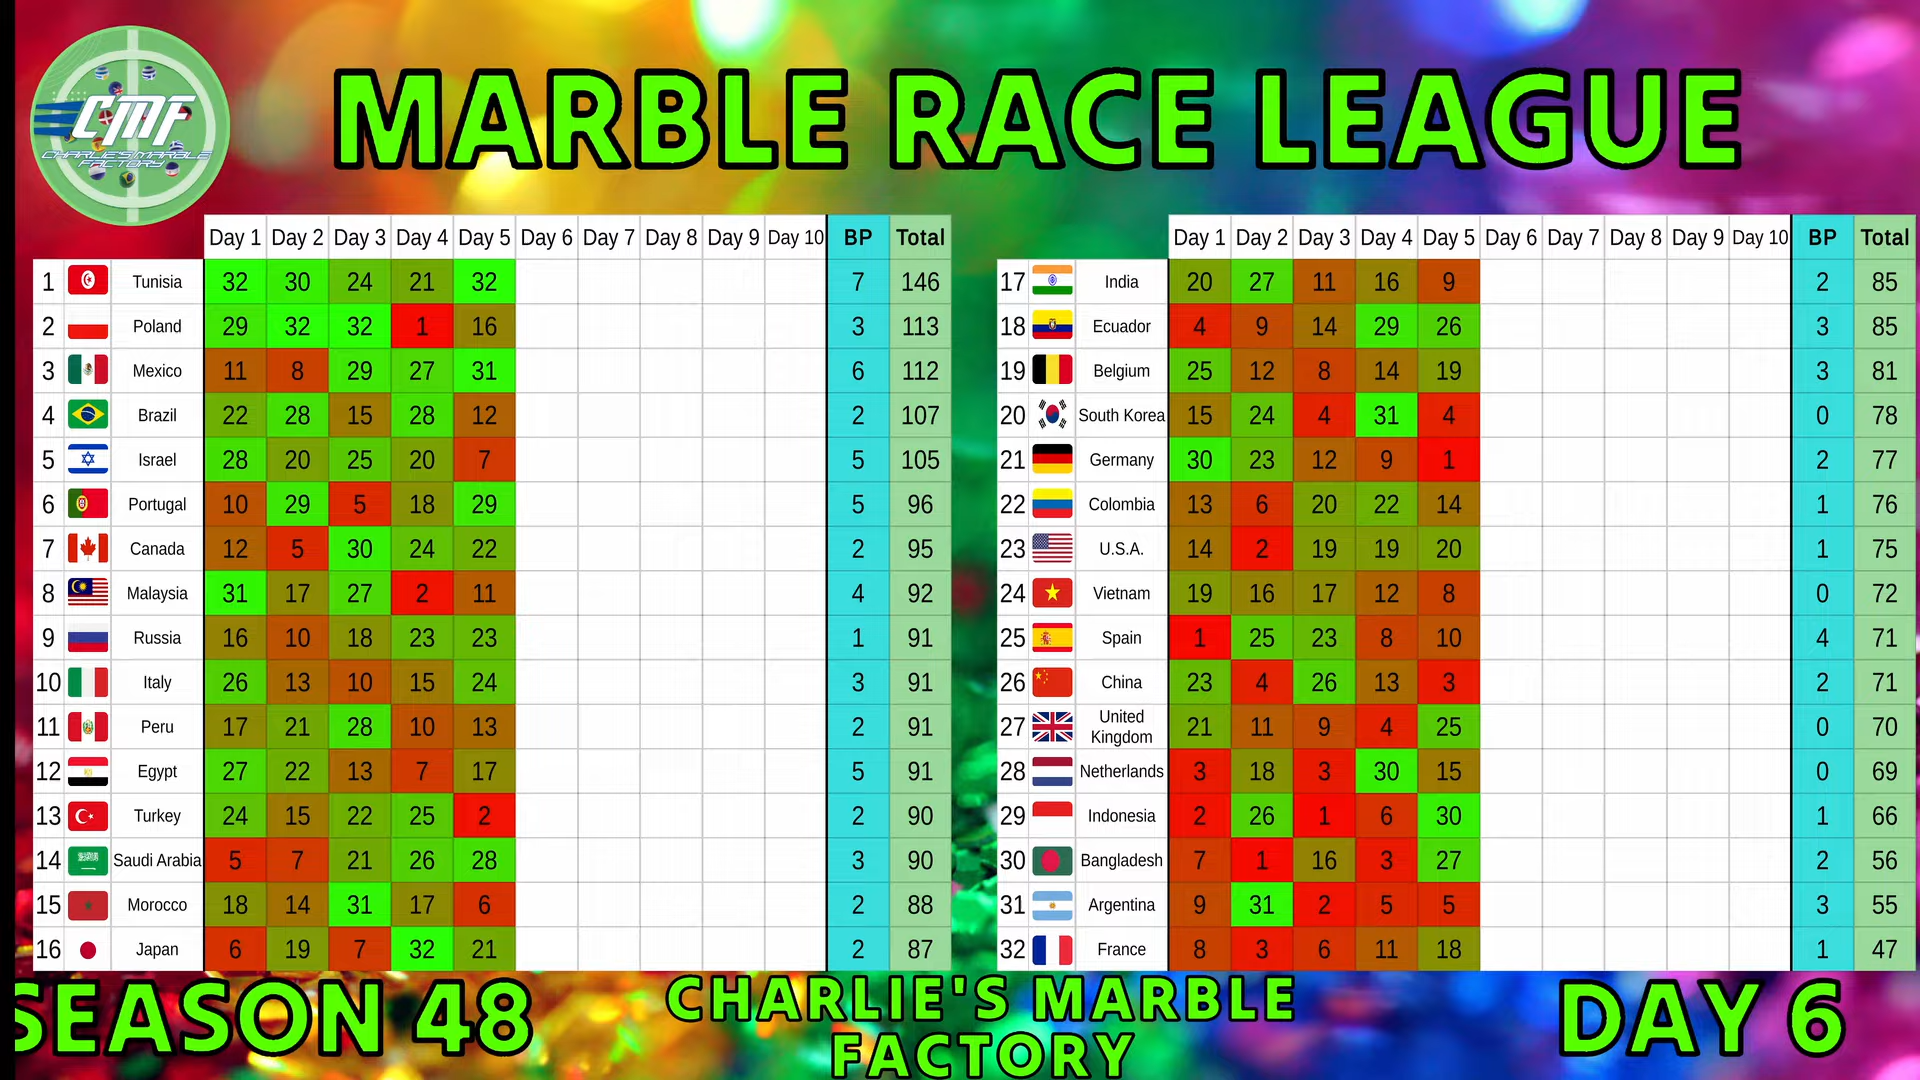 CMF
CHARLIE'S MARBLE
FACTORY
MARBLE RACE LEAGUE
Day 1 Day 2 Day 3 Day 4 Day 5 Day 6 Day 7 Day 8 Day 9 Day 10 BP Total
1 Tunisia 32 30 24 21 32 7 146
2 Poland 29 32 32 1 16 3 113
3 Mexico 11 8 29 27 31 6 112
4 Brazil 22 28 15 28 12 2 107
5 Israel 28 20 25 20 7 5 105
6 Portugal 10 29 5 18 29 5 96
7 Canada 12 5 30 24 22 2 95
8 Malaysia 31 17 27 2 11 4 92
9 Russia 16 10 18 23 23 1 91
10 Italy 26 13 10 15 24 3 91
11 Peru 17 21 28 10 13 2 91
12 Egypt 27 22 13 7 17 5 91
13 Turkey 24 15 22 25 2 2 90
14 Saudi Arabia 5 7 21 26 28 3 90
15 Morocco 18 14 31 17 6 2 88
16 Japan 6 19 7 32 21 2 87
Day 1 Day 2 Day 3 Day 4 Day 5 Day 6 Day 7 Day 8 Day 9 Day 10 BP Total
17 India 20 27 11 16 9 2 85
18 Ecuador 4 9 14 29 26 3 85
19 Belgium 25 12 8 14 19 3 81
20 South Korea 15 24 4 31 4 0 78
21 Germany 30 23 12 9 1 2 77
22 Colombia 13 6 20 22 14 1 76
23 U.S.A. 14 2 19 19 20 1 75
24 Vietnam 19 16 17 12 8 0 72
25 Spain 1 25 23 8 10 4 71
26 China 23 4 26 13 3 2 71
27 United Kingdom 21 11 9 4 25 0 70
28 Netherlands 3 18 3 30 15 0 69
29 Indonesia 2 26 1 6 30 1 66
30 Bangladesh 7 1 16 3 27 2 56
31 Argentina 9 31 2 5 5 3 55
32 France 8 3 6 11 18 1 47
SEASON 48
CHARLIE'S MARBLE
FACTORY
DAY 6